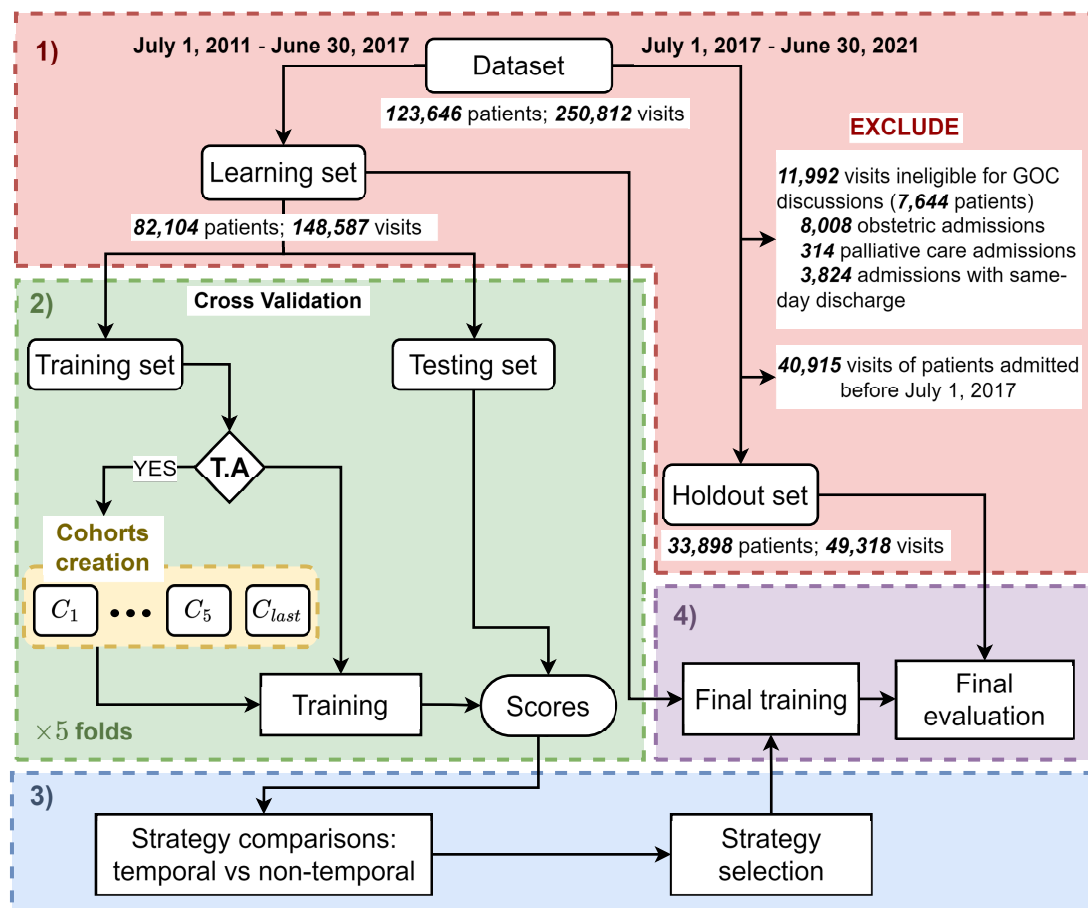 1)
July 1, 2011 - June 30, 2017
July 1, 2017 - June 30, 2021
Dataset
123,646 patients; 250,812 visits
EXCLUDE
Learning set
11,992 visits ineligible for GOC
discussions (7,644 patients)
8,008 obstetric admissions
314 palliative care admissions
3,824 admissions with same-
day discharge
82,104 patients; 148,587 visits
2)
Cross Validation
Training set
Testing set
40,915 visits of patients admitted
before July 1, 2017
YES
T.A
Holdout set
33,898 patients; 49,318 visits
Cohorts
creation
C1
•••
C5
Clast
4)
Training
Scores
Final training
Final
evaluation
×5 folds
3)
Strategy comparisons:
temporal vs non-temporal
Strategy
selection